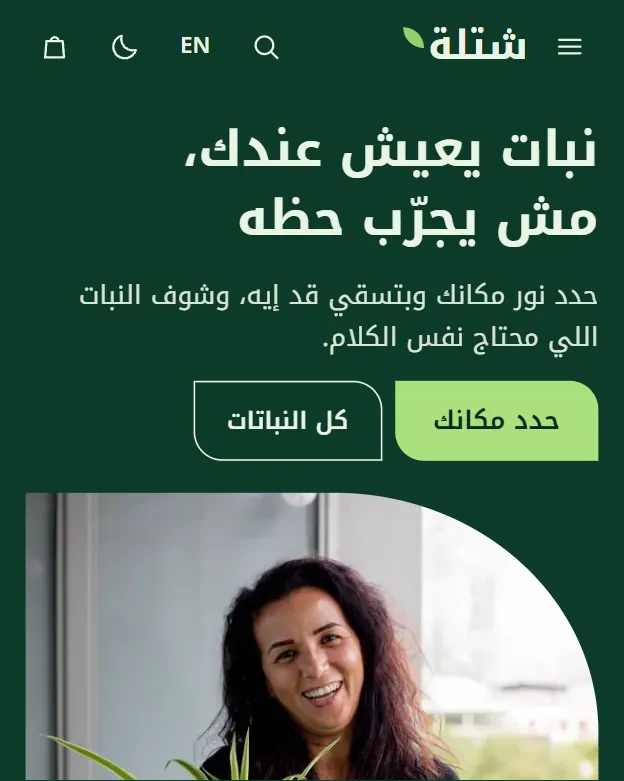 شتلة
EN
نبات يعيش عندك،
مش يجرّب حظه
حدد نور مكانك وبتسقي قد إيه، وشوف النبات
اللي محتاج نفس الكلام.
حدد مكانك
كل النباتات